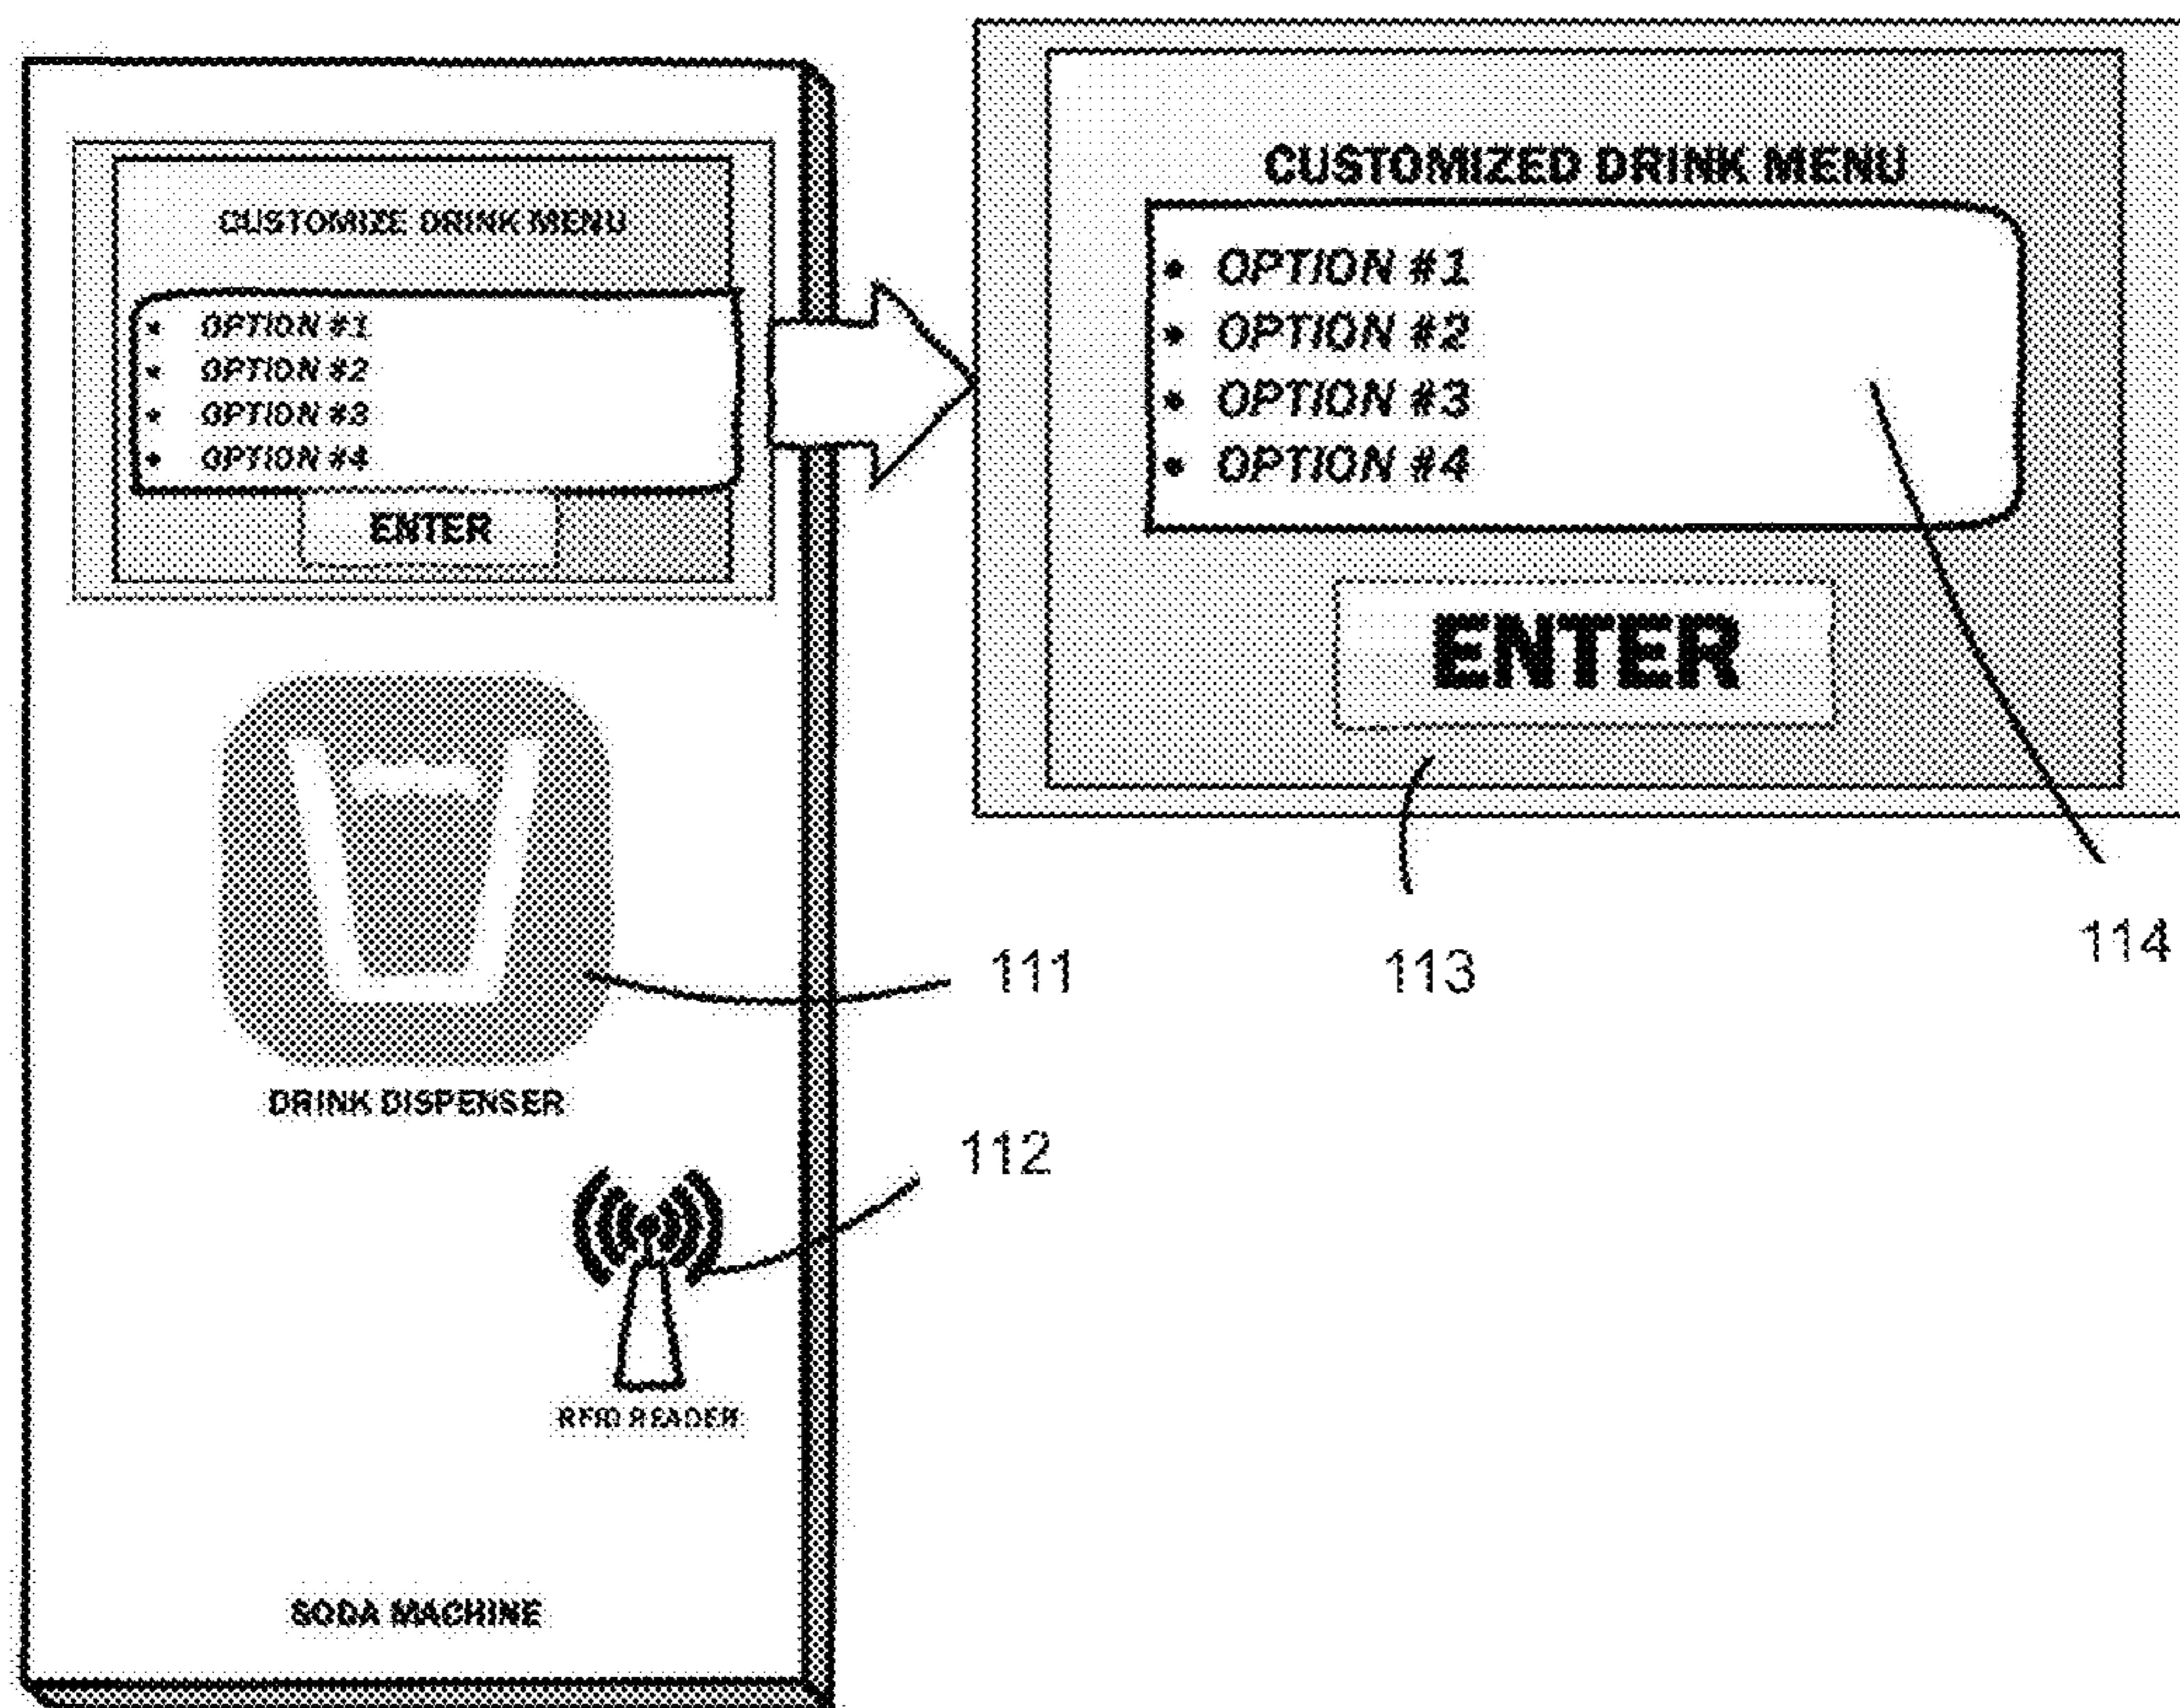 CUSTOMIZE DRINK MENU
• OPTION #1
• OPTION #2
• OPTION #3
• OPTION #4
ENTER
DRINK DISPENSER
RFID READER
SODA MACHINE
CUSTOMIZED DRINK MENU
• OPTION #1
• OPTION #2
• OPTION #3
• OPTION #4
ENTER
111
112
113
114